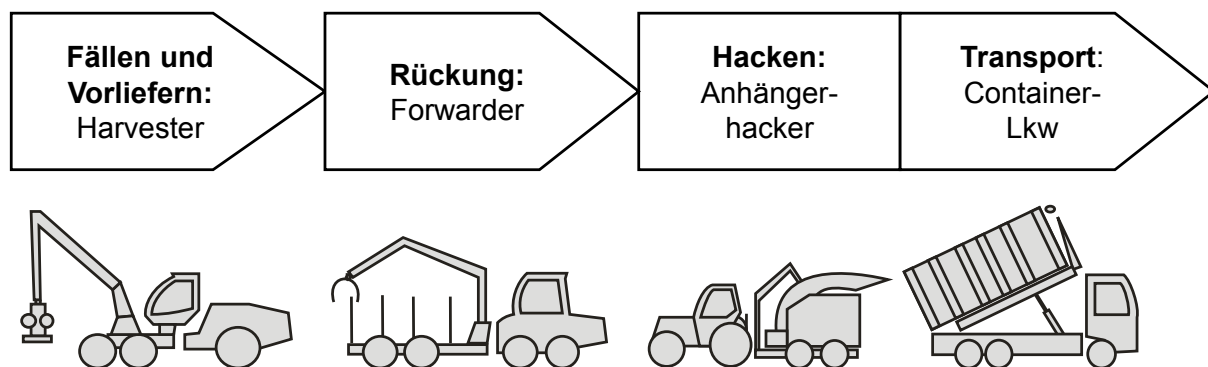 Fällen und
Vorliefern:
Harvester
Rückung:
Forwarder
Hacken:
Anhänger-
hacker
Transport:
Container-
Lkw